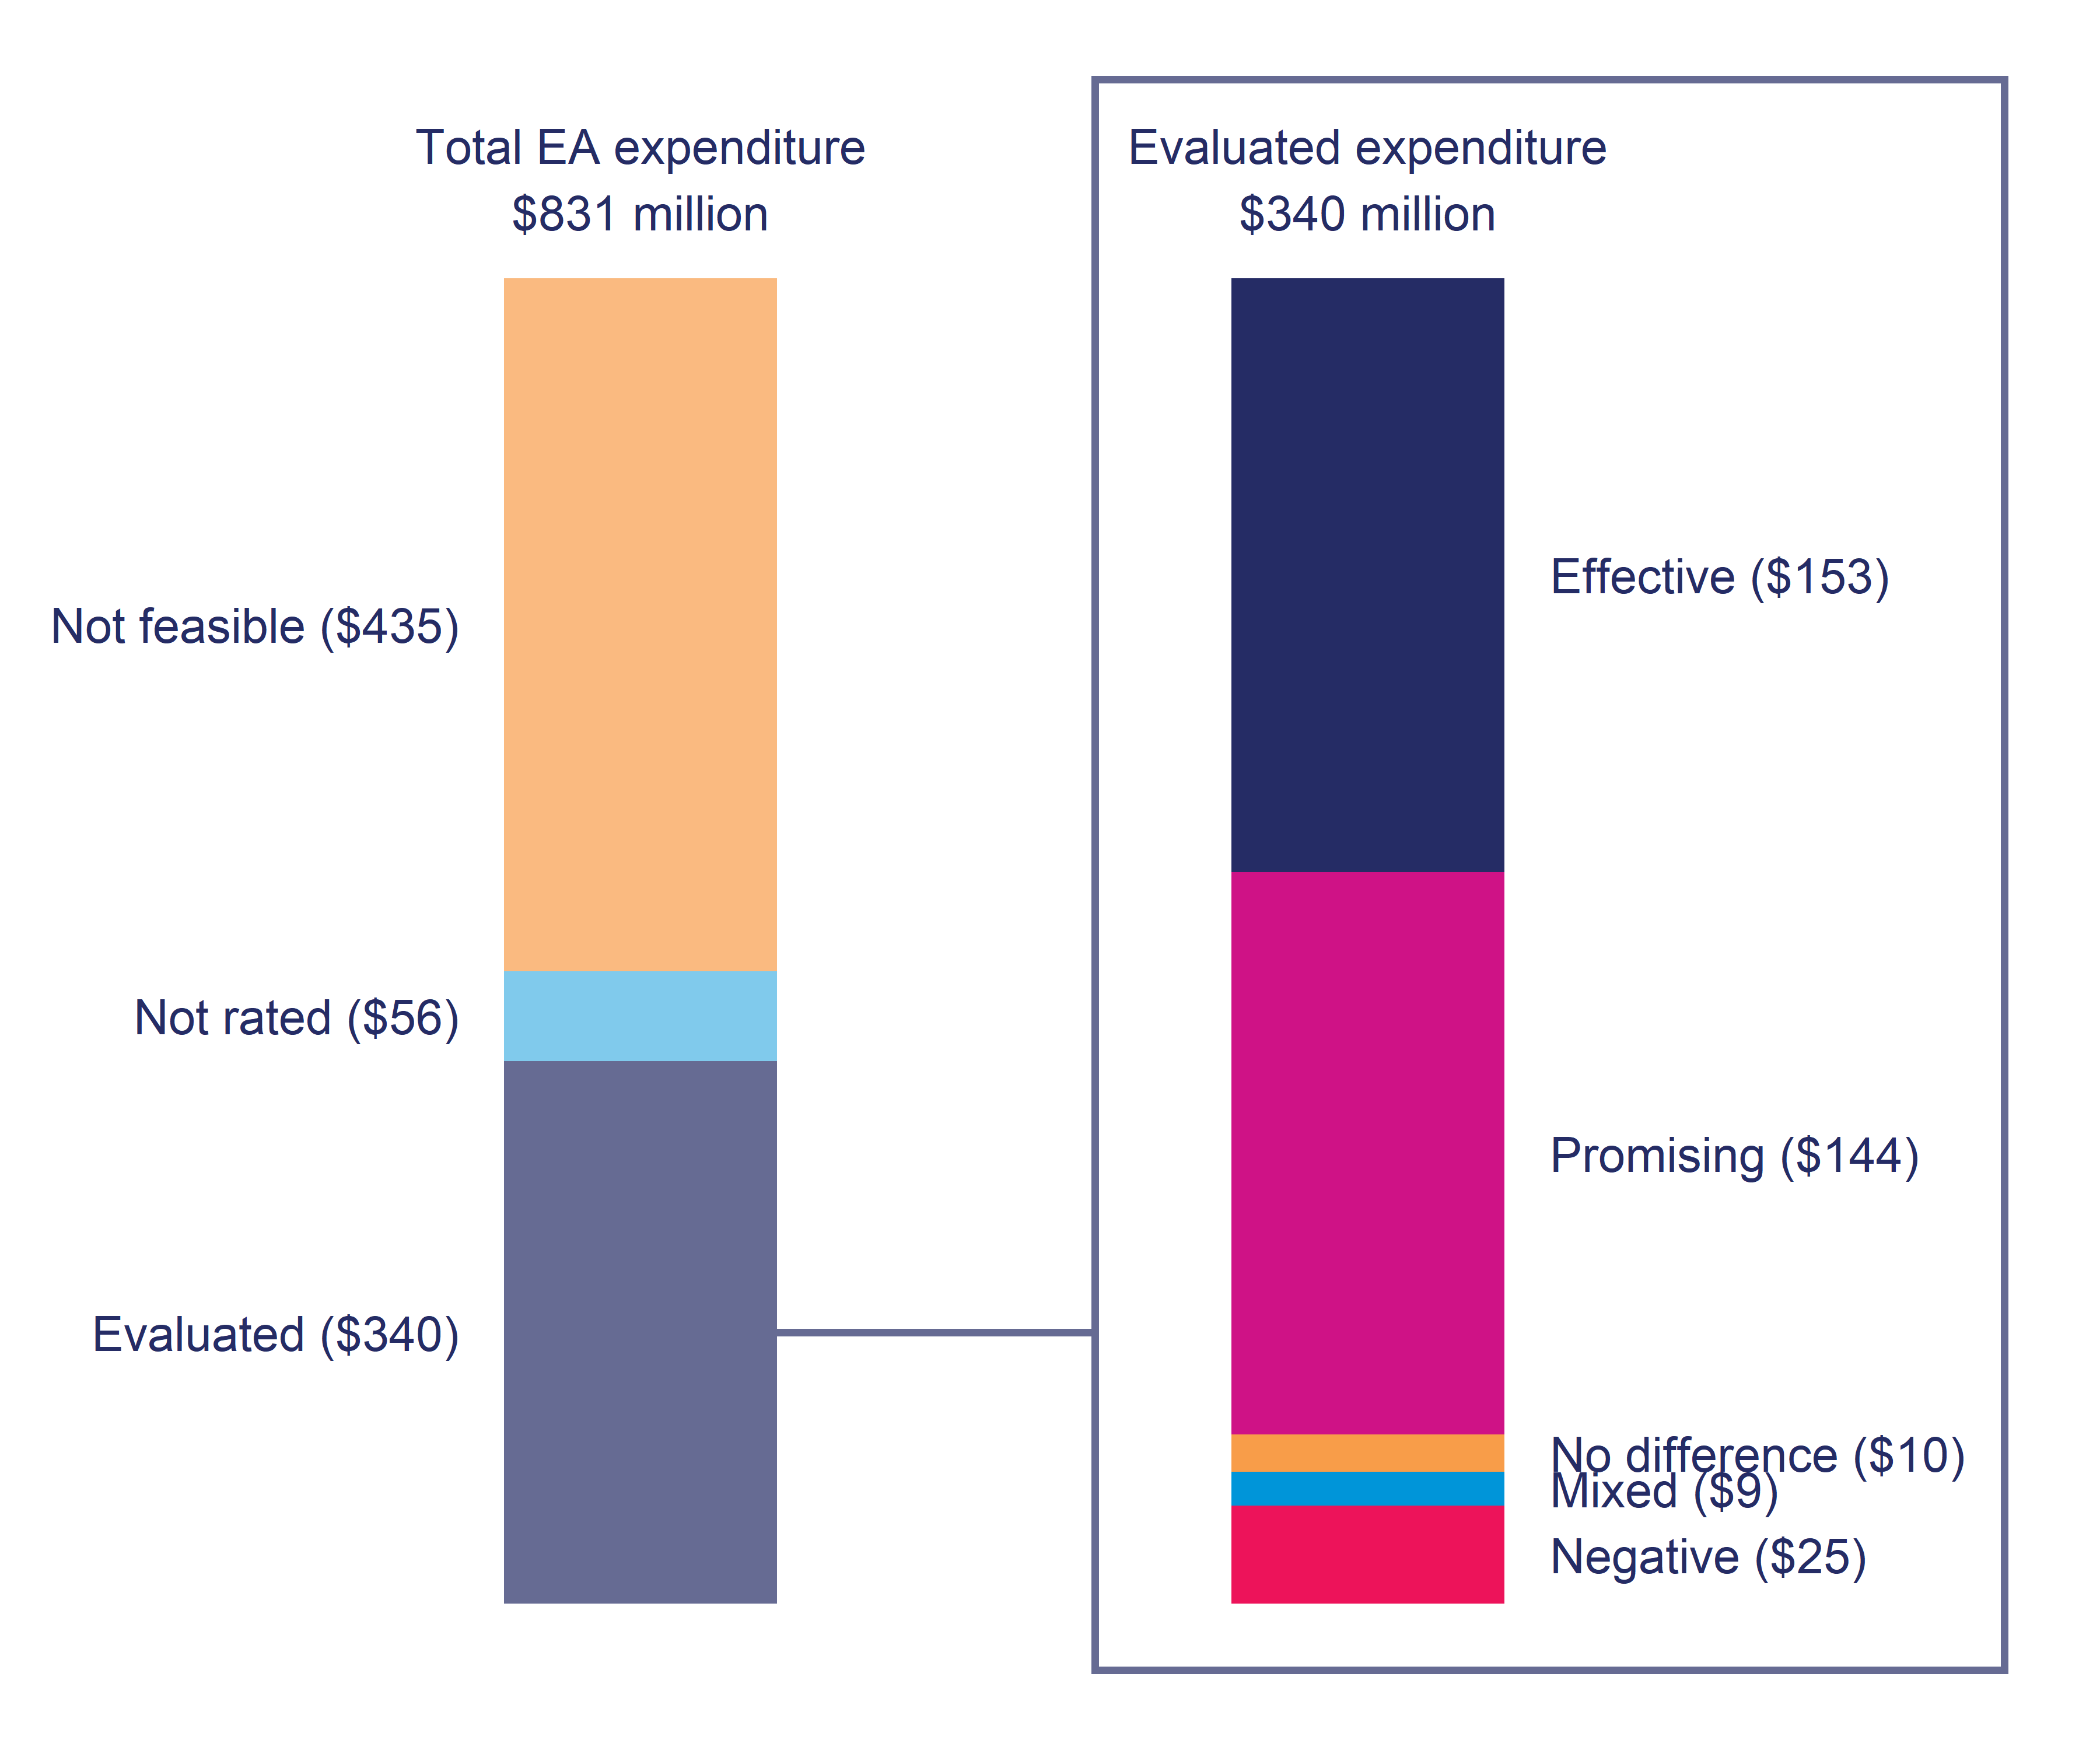 Total EA expenditure
$831 million
Not feasible ($435)
Not rated ($56)
Evaluated ($340)
Evaluated expenditure
$340 million
Effective ($153)
Promising ($144)
No difference ($10)
Mixed ($9)
Negative ($25)